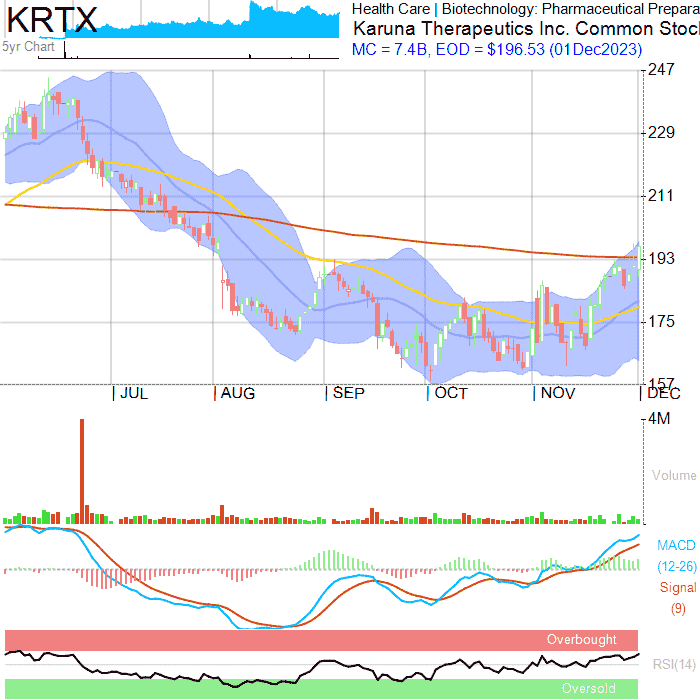 KRTX
5yr Chart
Health Care | Biotechnology: Pharmaceutical Prepara
Karuna Therapeutics Inc. Common Stoc
MC = 7.4B, EOD = $196.53 (01Dec2023)
247
229
211
193
175
157
JUL
AUG
SEP
OCT
NOV
DEC
4M
Volume
MACD
(12-26)
Signal
(9)
Overbought
RSI(14)
Oversold